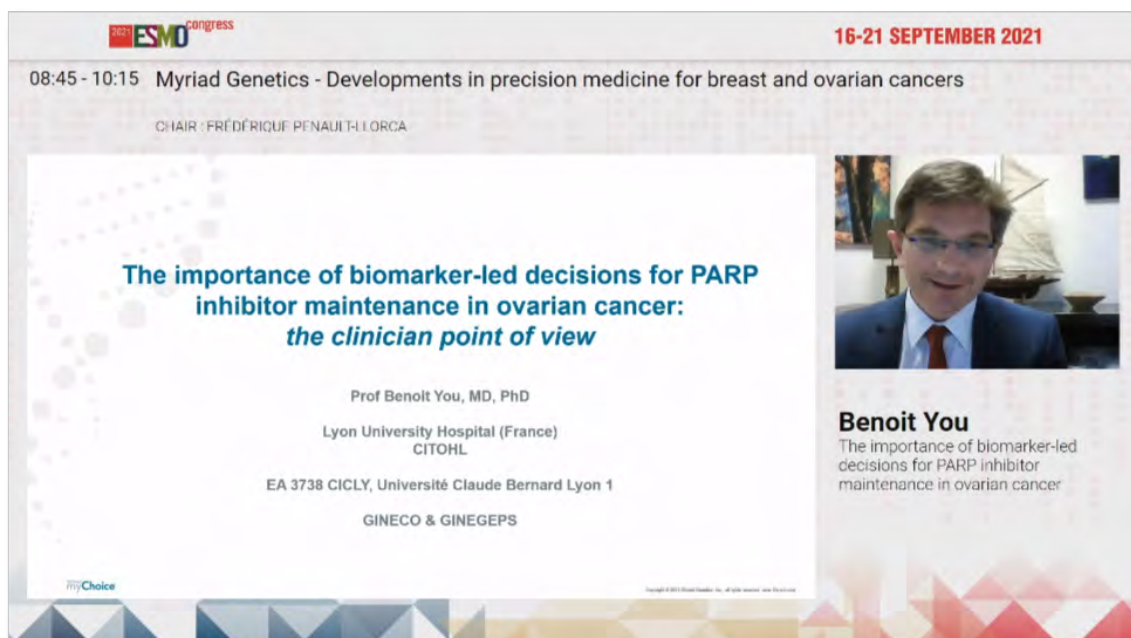 2021 ESMO congress
16-21 SEPTEMBER 2021
08:45 - 10:15 Myriad Genetics - Developments in precision medicine for breast and ovarian cancers
CHAIR : FRÉDÉRIQUE PENAULT-LLORCA
The importance of biomarker-led decisions for PARP
inhibitor maintenance in ovarian cancer:
the clinician point of view
Prof Benoit You, MD, PhD
Lyon University Hospital (France)
CITOHL
EA 3738 CICLY, Université Claude Bernard Lyon 1
GINECO & GINEGEPS
myChoice
Benoit You
The importance of biomarker-led
decisions for PARP inhibitor
maintenance in ovarian cancer